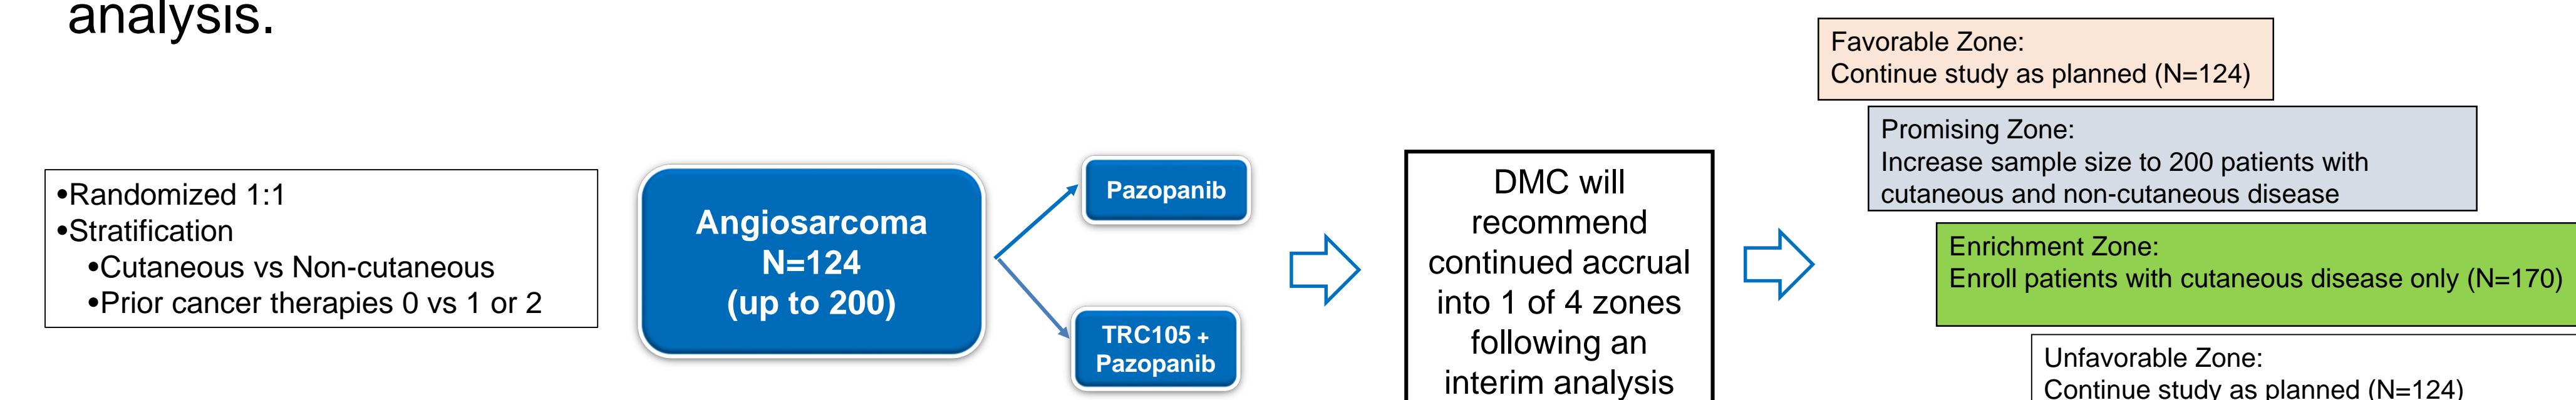 analysis.
•Randomized 1:1
•Stratification
•Cutaneous vs Non-cutaneous
•Prior cancer therapies 0 vs 1 or 2
Angiosarcoma
N=124
(up to 200)
Pazopanib
TRC105 +
Pazopanib
DMC will
recommend
continued accrual
into 1 of 4 zones
following an
interim analysis
Favorable Zone:
Continue study as planned (N=124)
Promising Zone:
Increase sample size to 200 patients with
cutaneous and non-cutaneous disease
Enrichment Zone:
Enroll patients with cutaneous disease only (N=170)
Unfavorable Zone:
Continue study as planned (N=124)